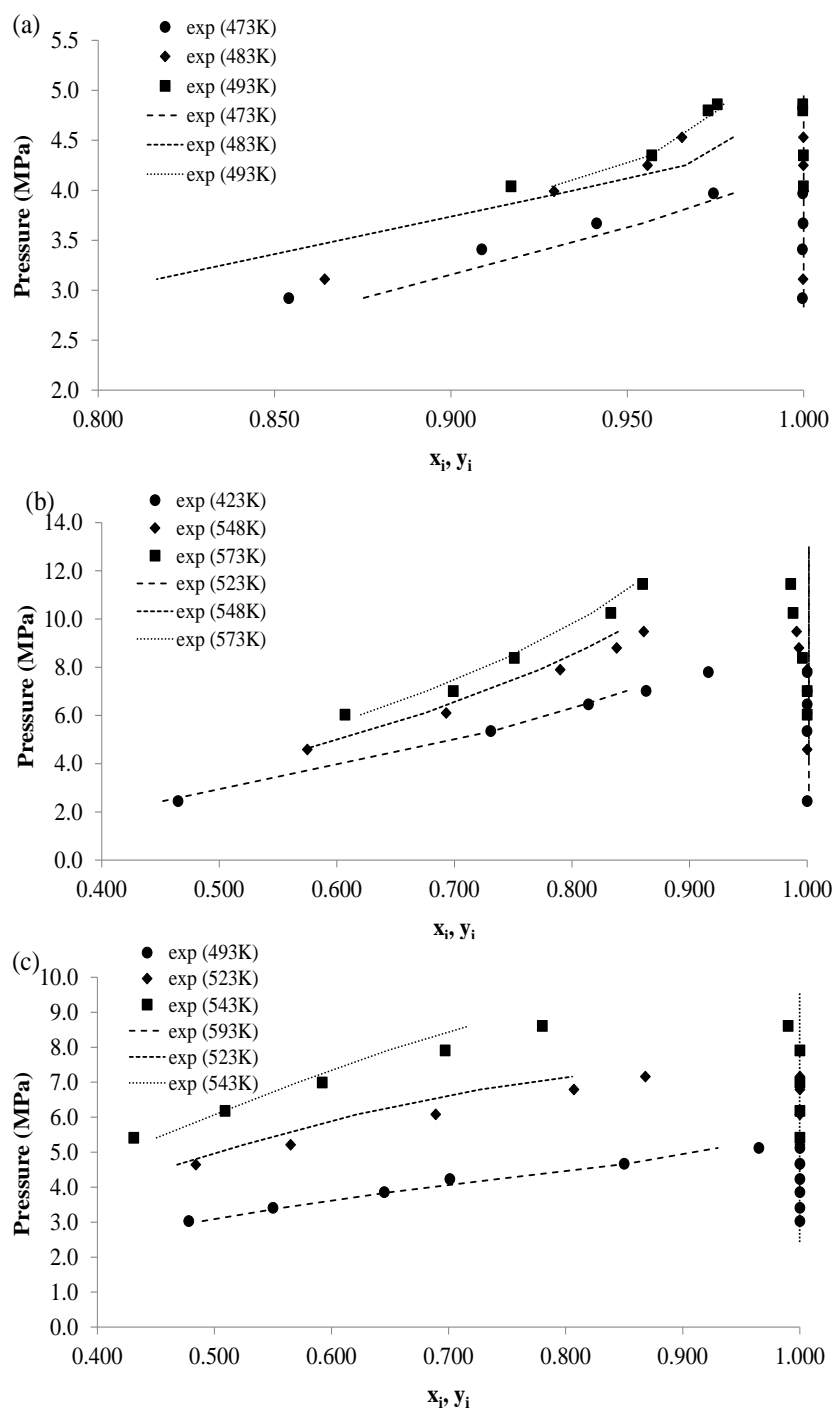 (a)
exp (473K)
exp (483K)
exp (493K)
exp (473K)
exp (483K)
exp (493K)
5.5
5.0
4.5
4.0
3.5
3.0
2.5
2.0
Pressure (MPa)
0.800 0.850 0.900 0.950 1.000
xi, yi
(b)
exp (423K)
exp (548K)
exp (573K)
exp (523K)
exp (548K)
exp (573K)
14.0
12.0
10.0
8.0
6.0
4.0
2.0
0.0
Pressure (MPa)
0.400 0.500 0.600 0.700 0.800 0.900 1.000
xi, yi
(c)
exp (493K)
exp (523K)
exp (543K)
exp (593K)
exp (523K)
exp (543K)
10.0
9.0
8.0
7.0
6.0
5.0
4.0
3.0
2.0
1.0
0.0
Pressure (MPa)
0.400 0.500 0.600 0.700 0.800 0.900 1.000
xi, yi